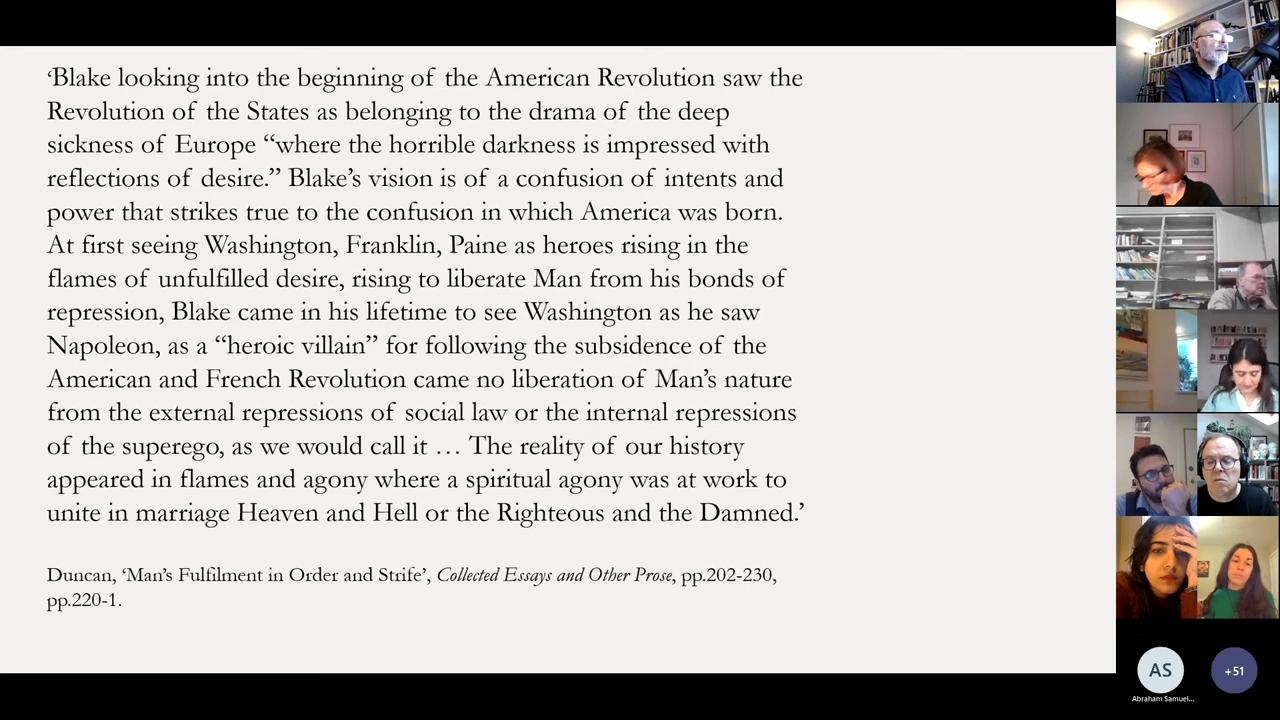 ‘Blake looking into the beginning of the American Revolution saw the
Revolution of the States as belonging to the drama of the deep
sickness of Europe “where the horrible darkness is impressed with
reflections of desire.” Blake’s vision is of a confusion of intents and
power that strikes true to the confusion in which America was born.
At first seeing Washington, Franklin, Paine as heroes rising in the
flames of unfulfilled desire, rising to liberate Man from his bonds of
repression, Blake came in his lifetime to see Washington as he saw
Napoleon, as a “heroic villain” for following the subsidence of the
American and French Revolution came no liberation of Man’s nature
from the external repressions of social law or the internal repressions
of the superego, as we would call it … The reality of our history
appeared in flames and agony where a spiritual agony was at work to
unite in marriage Heaven and Hell or the Righteous and the Damned.’
Duncan, ‘Man’s Fulfilment in Order and Strife’, Collected Essays and Other Prose, pp.202-230,
pp.220-1.
AS
+51
Abraham Samuel...